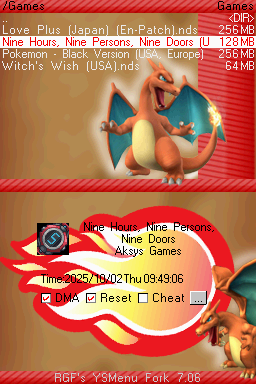 /Games Games
.. <DIR>
Love Plus (Japan) (En-Patch).nds 256MB
Nine Hours, Nine Persons, Nine Doors (U 128MB
Pokemon - Black Version (USA, Europe) 256MB
Witch's Wish (USA).nds 64MB
Nine Hours, Nine Persons,
Nine Doors
Aksys Games
Time:2025/10/02Thu 09:49:06
DMA Reset Cheat ...
RGF's YSMenu Fork 7.06